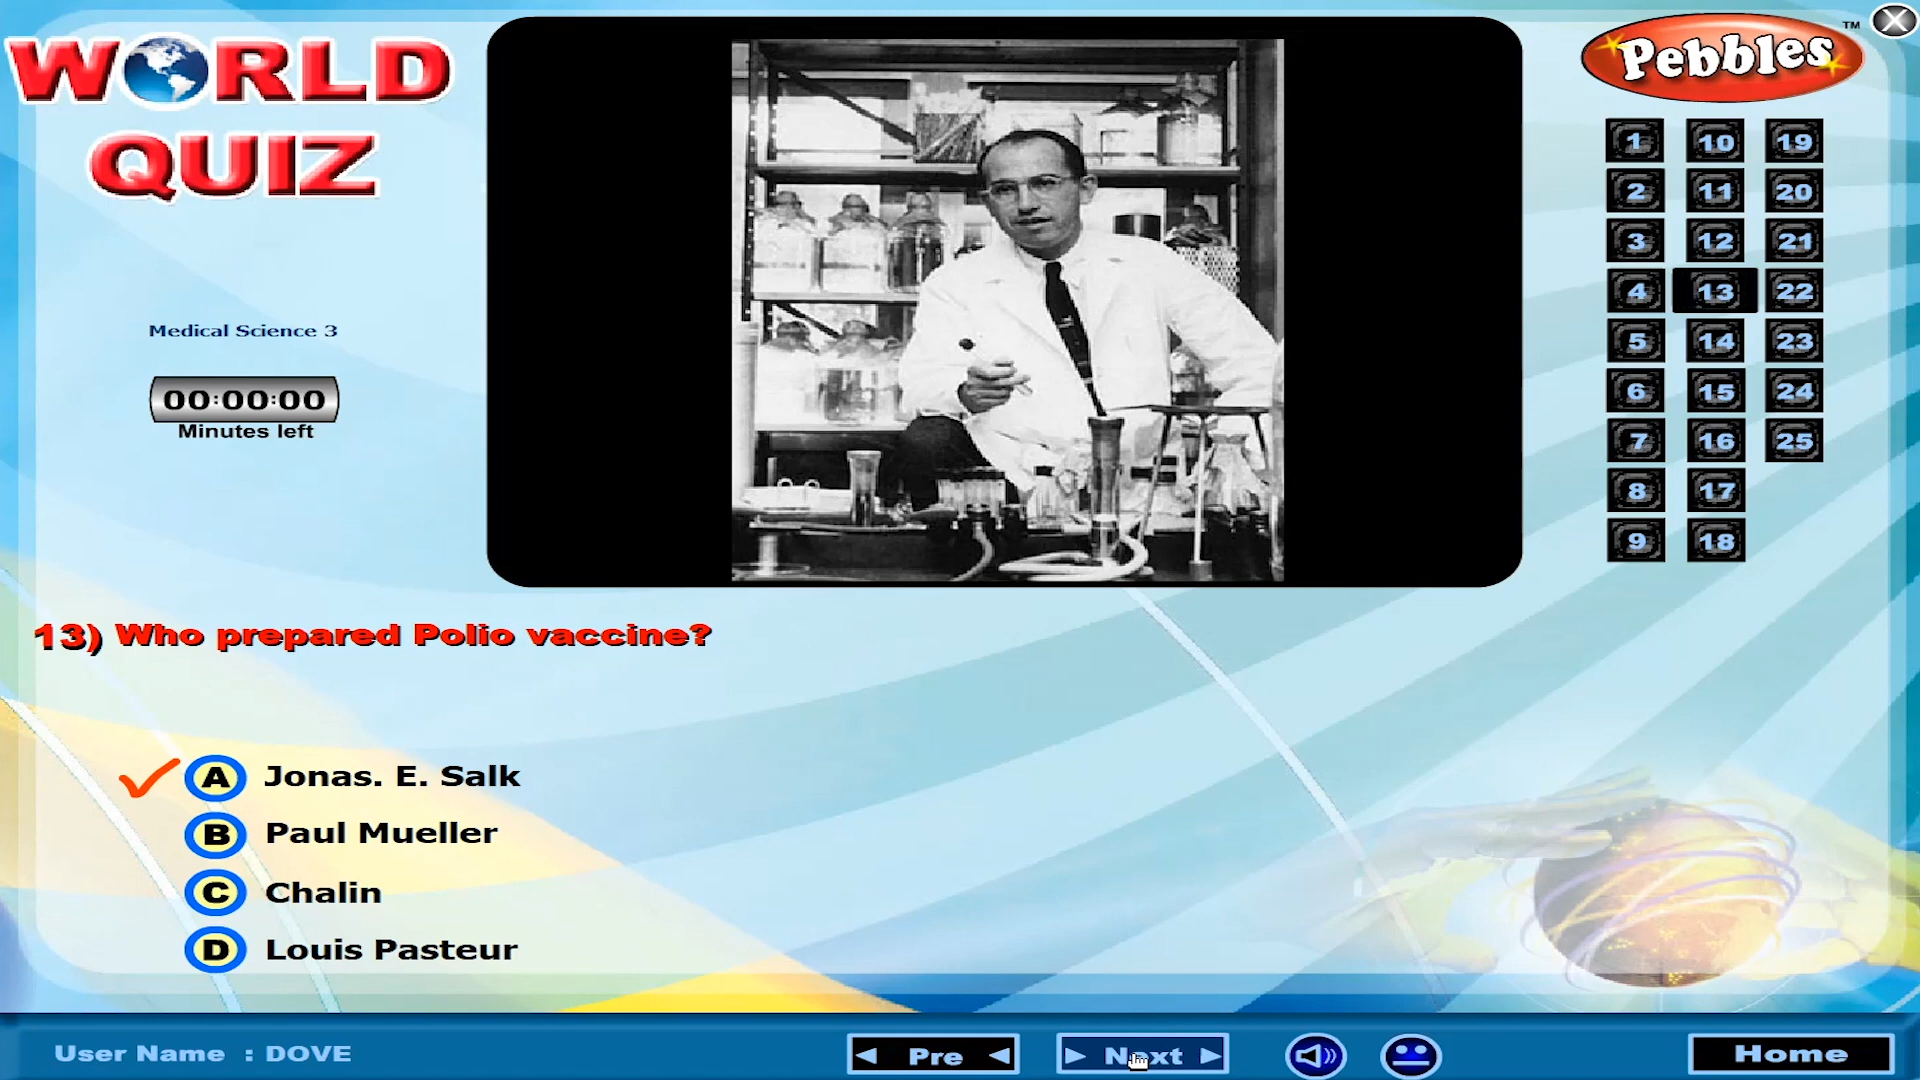 WORLD
QUIZ
Pebbles™
Medical Science 3
00:00:00
Minutes left
1 10 19
2 11 20
3 12 21
4 13 22
5 14 23
6 15 24
7 16 25
8 17
9 18
13) Who prepared Polio vaccine?
A Jonas. E. Salk
B Paul Mueller
C Chalin
D Louis Pasteur
User Name : DOVE
Pre
Next
Home